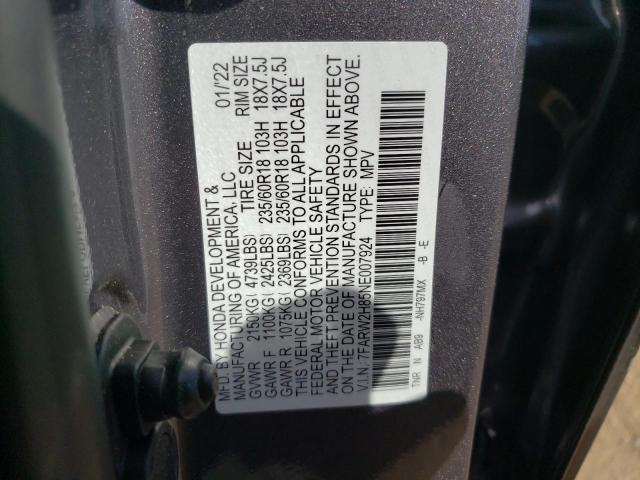 MFD. BY HONDA DEVELOPMENT &
MANUFACTURING OF AMERICA, LLC 01/'22
GVWR 2150KG( 4739LBS) TIRE SIZE RIM SIZE
GAWR F 1100KG( 2425LBS) 235/60R18 103H 18X7.5J
GAWR R 1075KG( 2369LBS) 235/60R18 103H 18X7.5J
THIS VEHICLE CONFORMS TO ALL APPLICABLE
FEDERAL MOTOR VEHICLE SAFETY
AND THEFT PREVENTION STANDARDS IN EFFECT
ON THE DATE OF MANUFACTURE SHOWN ABOVE.
V.I.N.: 7FARW2H85NE007924 TYPE: MPV
TNR N A00 -NH797MX -B -E